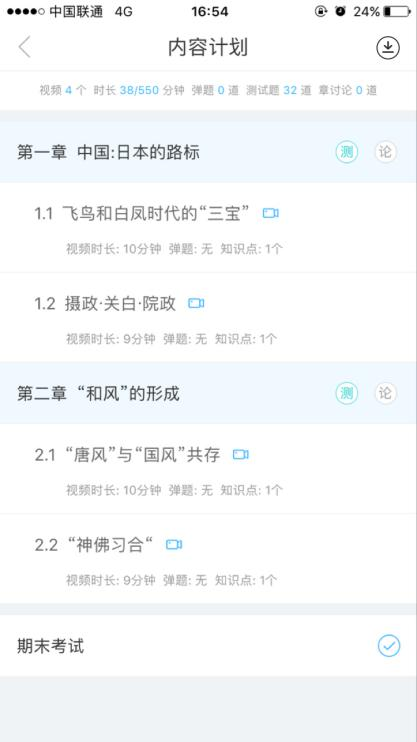 中国联通 4G 16:54 24%
内容计划
视频 4 个 时长 38/550 分钟 弹题 0 道 测试题 32 道 章讨论 0 道
第一章 中国:日本的路标 测 论
1.1 飞鸟和白凤时代的“三宝”
视频时长: 10分钟 弹题: 无 知识点: 1个
1.2 摄政·关白·院政
视频时长: 9分钟 弹题: 无 知识点: 1个
第二章 “和风”的形成 测 论
2.1 “唐风”与“国风”共存
视频时长: 10分钟 弹题: 无 知识点: 1个
2.2 “神佛习合“
视频时长: 9分钟 弹题: 无 知识点: 1个
期末考试